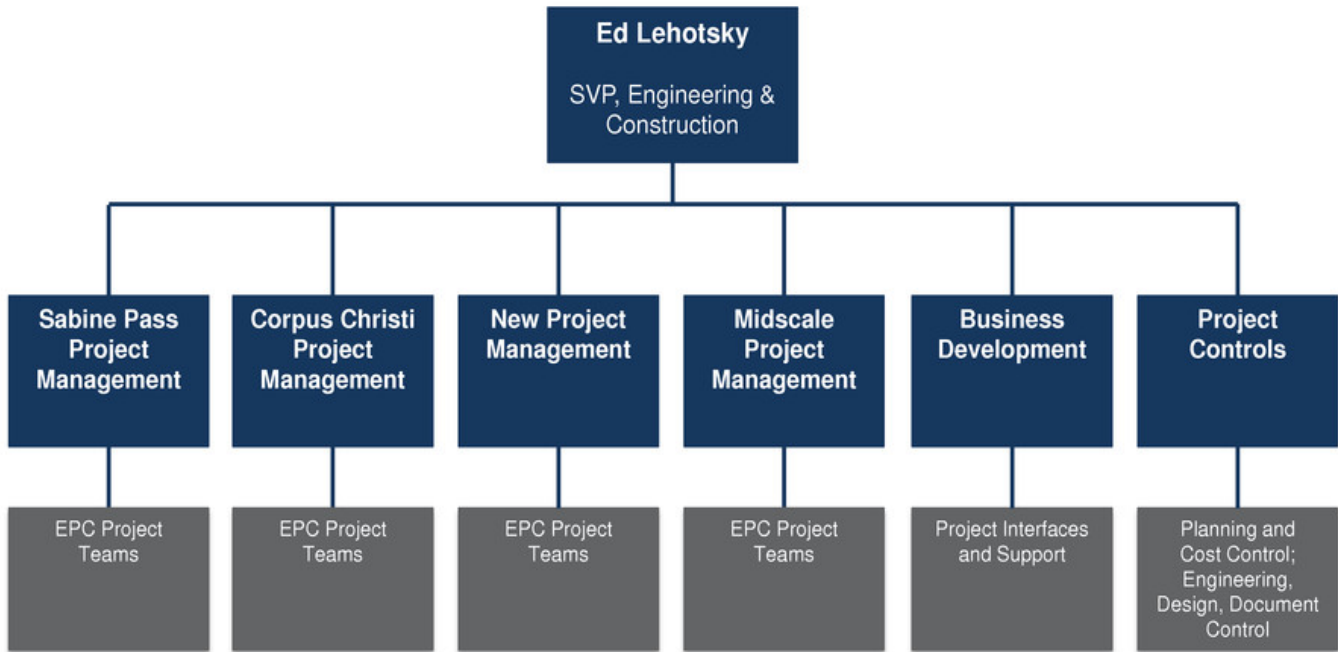 Ed Lehotsky
SVP, Engineering &
Construction
Sabine Pass
Project
Management
Corpus Christi
Project
Management
New Project
Management
Midscale
Project
Management
Business
Development
Project
Controls
EPC Project
Teams
EPC Project
Teams
EPC Project
Teams
EPC Project
Teams
Project Interfaces
and Support
Planning and
Cost Control;
Engineering,
Design, Document
Control